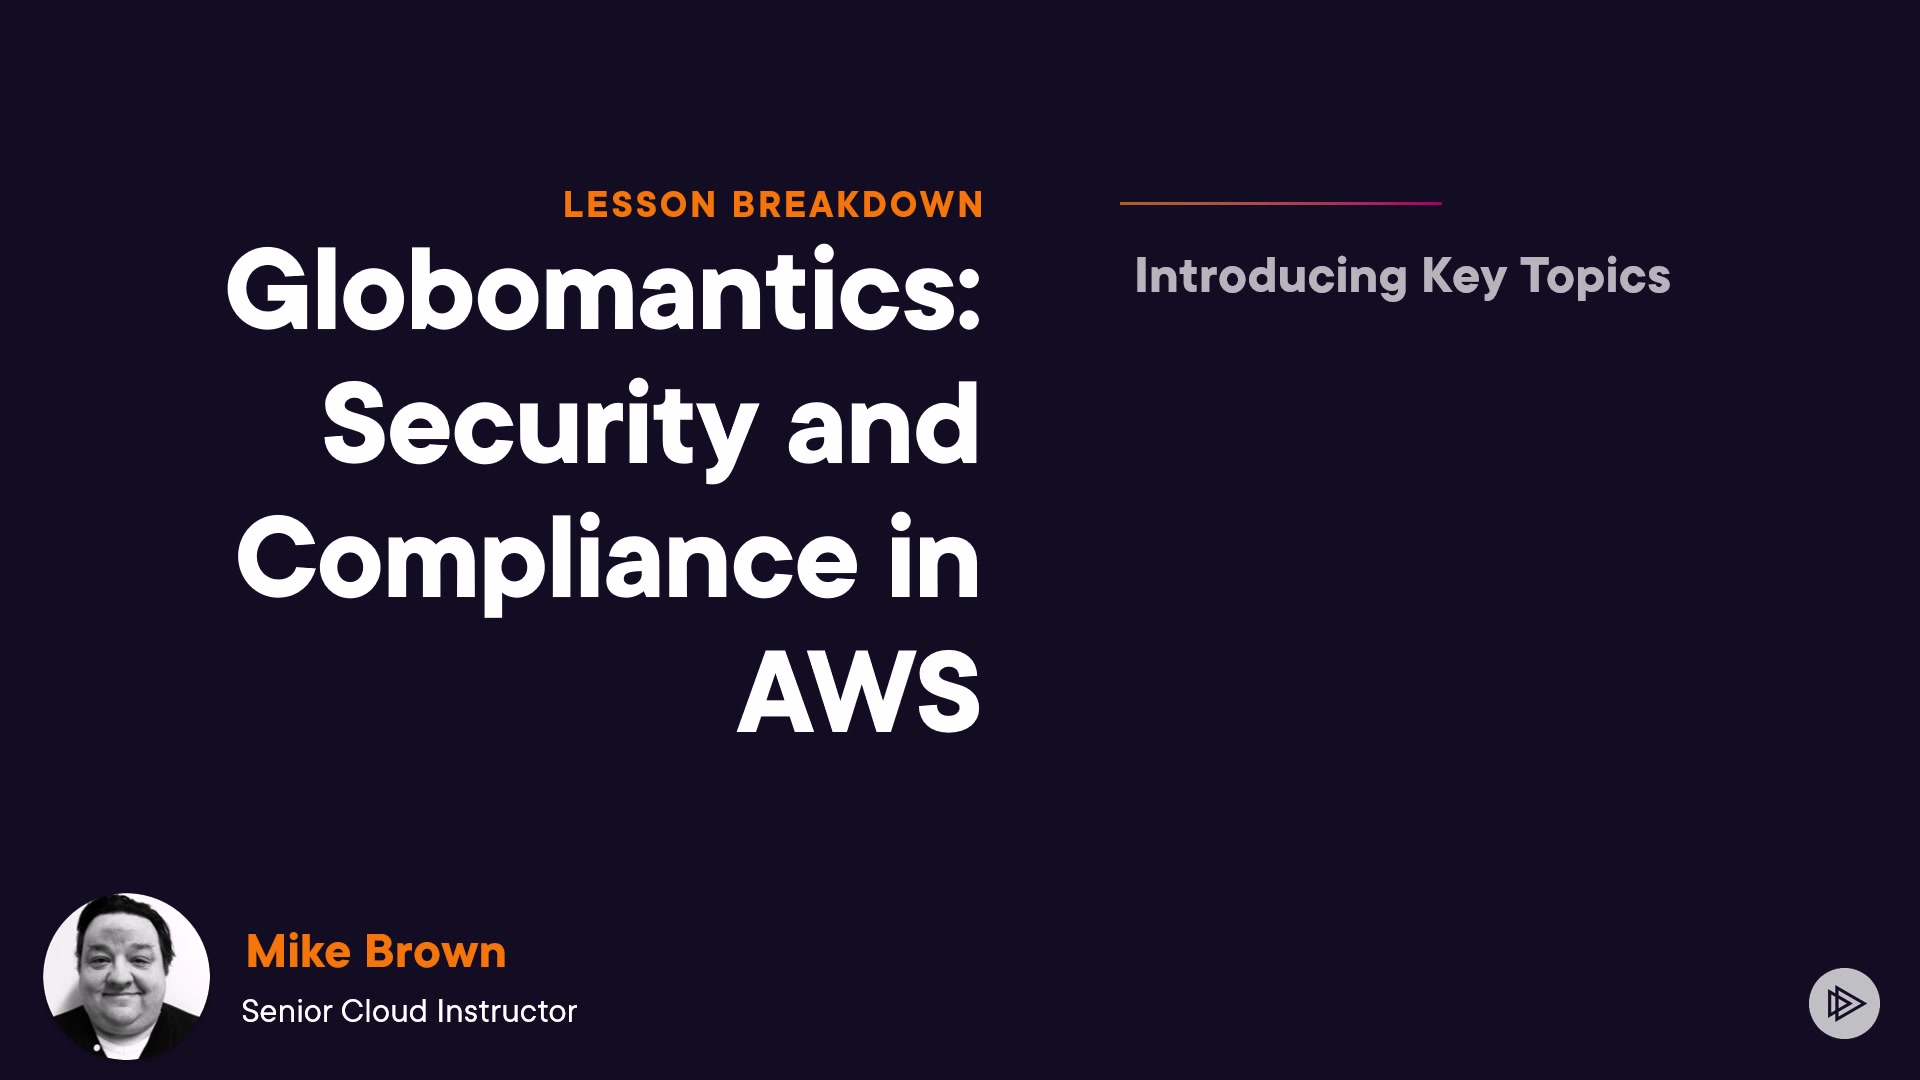 LESSON BREAKDOWN
Globomantics:
Security and
Compliance in
AWS
Introducing Key Topics
Mike Brown
Senior Cloud Instructor